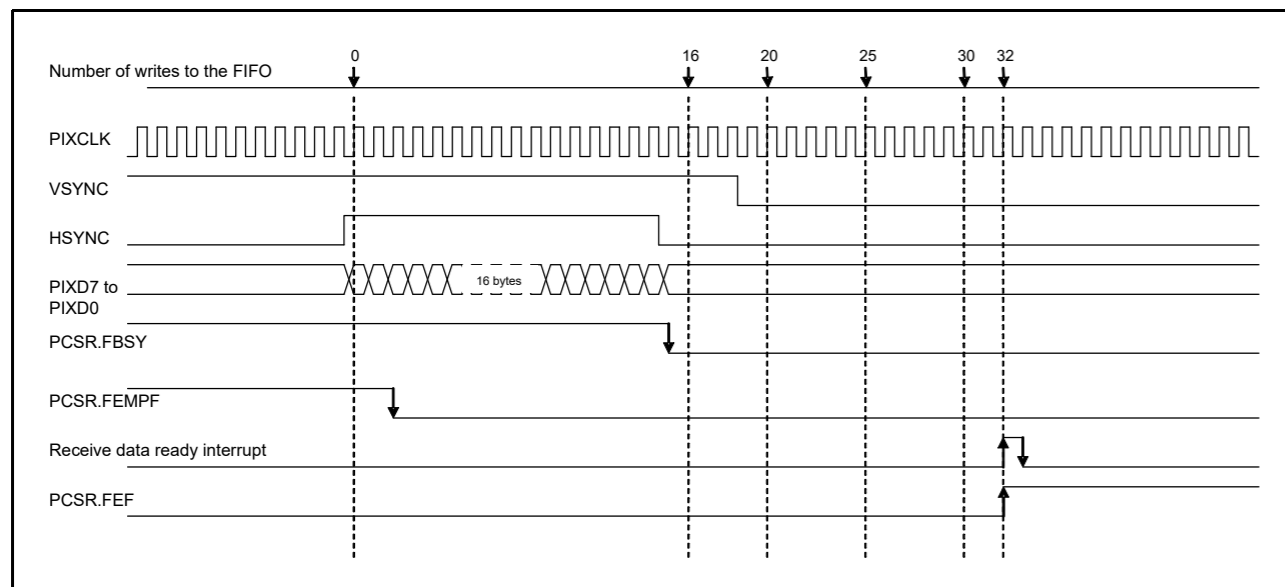 0 16 20 25 30 32
Number of writes to the FIFO
PIXCLK
VSYNC
HSYNC
PIXD7 to
PIXD0
16 bytes
PCSR.FBSY
PCSR.FEMPF
Receive data ready interrupt
PCSR.FEF